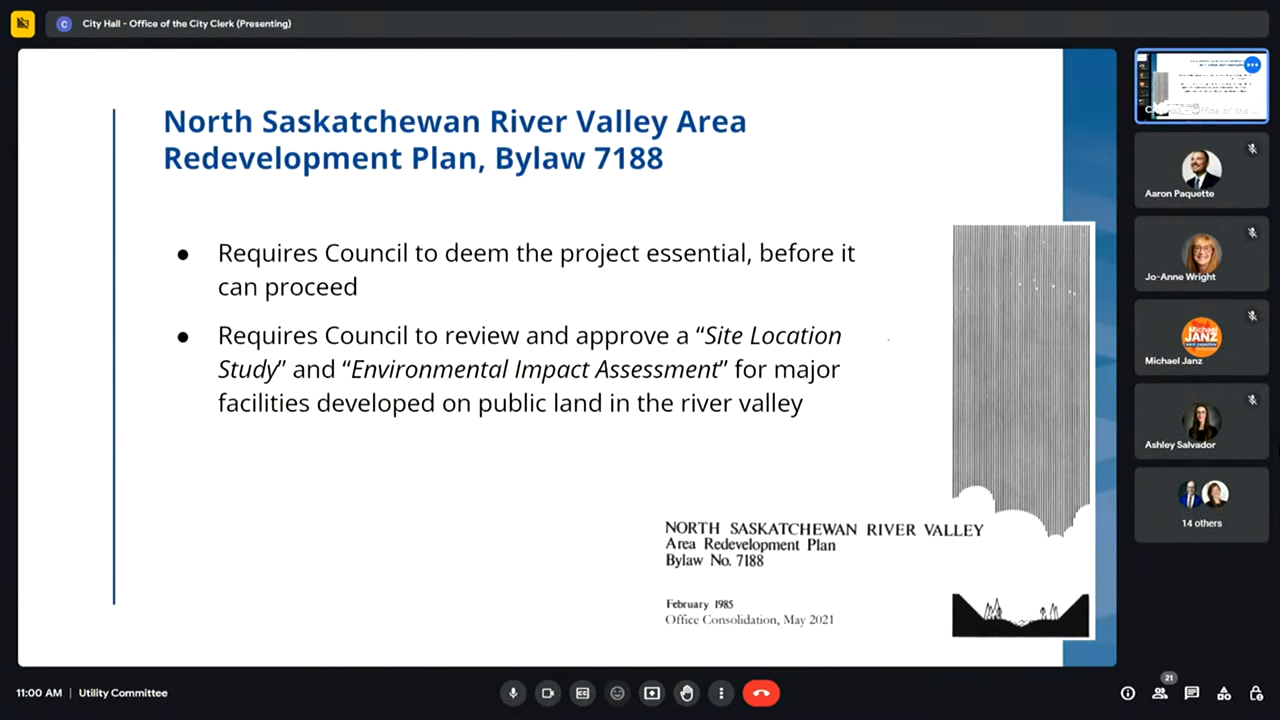 City Hall - Office of the City Clerk (Presenting)
C
North Saskatchewan River Valley Area
Redevelopment Plan, Bylaw 7188
● Requires Council to deem the project essential, before it
can proceed
● Requires Council to review and approve a “Site Location
Study” and “Environmental Impact Assessment” for major
facilities developed on public land in the river valley
NORTH SASKATCHEWAN RIVER VALLEY
Area Redevelopment Plan
Bylaw No. 7188
February 1985
Office Consolidation, May 2021
Aaron Paquette
Jo-Anne Wright
Michael
JANZ
Michael Janz
Ashley Salvador
14 others
11:00 AM | Utility Committee
21